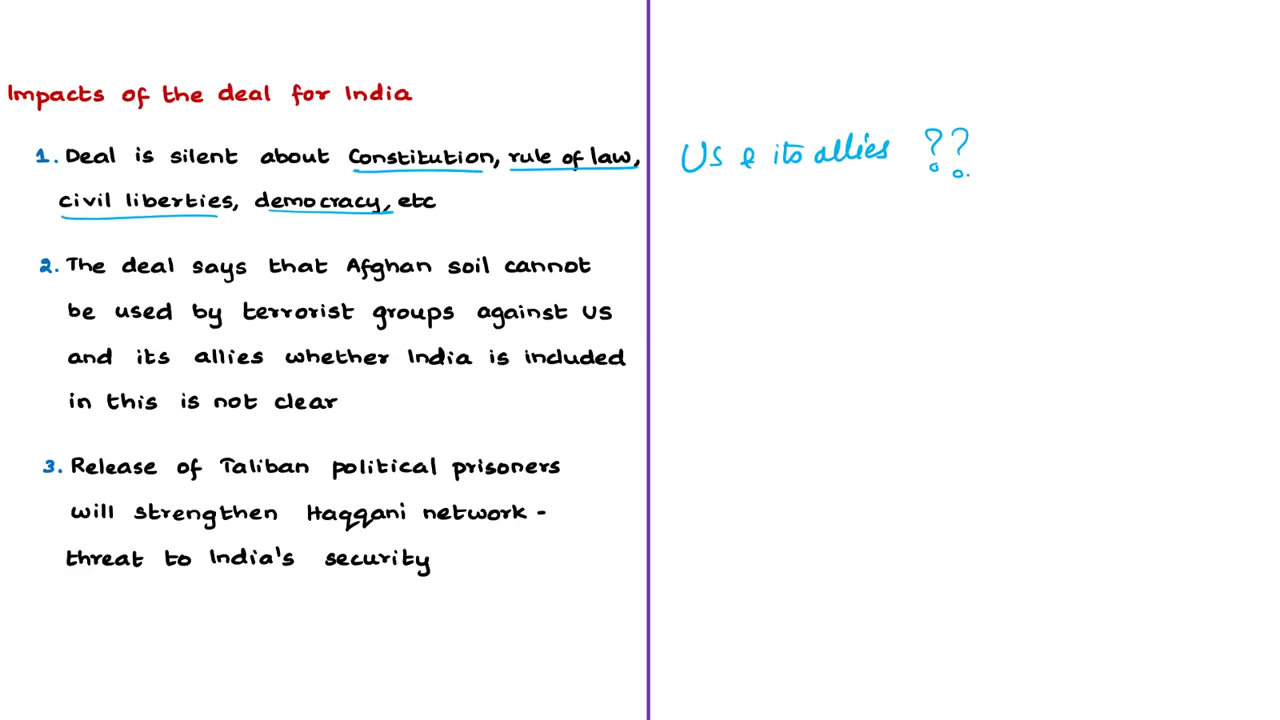 Impacts of the deal for India
1. Deal is silent about Constitution, rule of law,
civil liberties, democracy, etc
2. The deal says that Afghan soil cannot
be used by terrorist groups against US
and its allies whether India is included
in this is not clear
3. Release of Taliban political prisoners
will strengthen Haqqani network -
threat to India's security
US & its allies ??